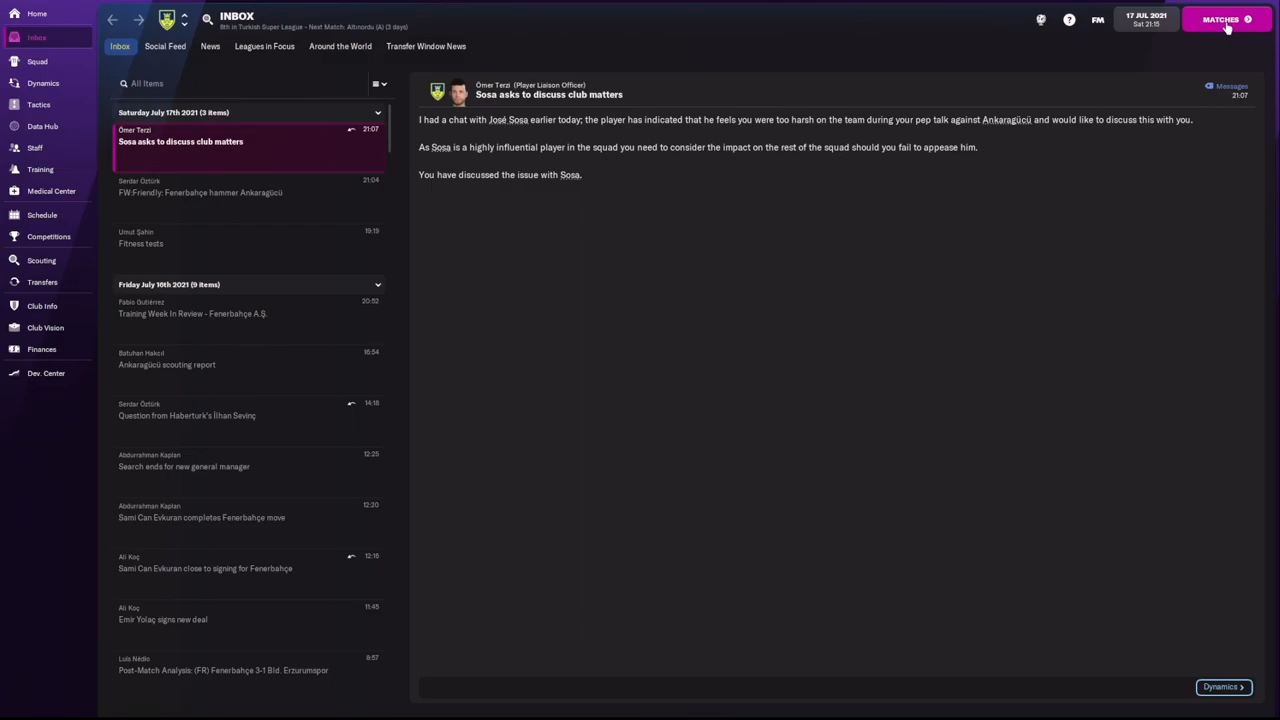 Home
Inbox
Squad
Dynamics
Tactics
Data Hub
Staff
Training
Medical Center
Schedule
Competitions
Scouting
Transfers
Club Info
Club Vision
Finances
Dev. Center
INBOX
8th in Turkish Super League - Next Match: Altınordu (A) (3 days)
FM
17 JUL 2021
Sat 21:15
MATCHES
Inbox
Social Feed
News
Leagues in Focus
Around the World
Transfer Window News
All Items
Saturday July 17th 2021 (3 items)
Ömer Terzi 21:07
Sosa asks to discuss club matters
Serdar Öztürk 21:04
FW:Friendly: Fenerbahçe hammer Ankaragücü
Umut Şahin 19:19
Fitness tests
Friday July 16th 2021 (9 items)
Fabio Gutiérrez 20:52
Training Week In Review - Fenerbahçe A.Ş.
Batuhan Hakcıl 16:54
Ankaragücü scouting report
Serdar Öztürk 14:18
Question from Haberturk's İlhan Sevinç
Abdurrahman Kaplan 12:25
Search ends for new general manager
Abdurrahman Kaplan 12:20
Sami Can Evkuran completes Fenerbahçe move
Ali Koç 12:16
Sami Can Evkuran close to signing for Fenerbahçe
Ali Koç 11:45
Emir Yolaç signs new deal
Luís Nédio 8:57
Post-Match Analysis: (FR) Fenerbahçe 3-1 Bld. Erzurumspor
Ömer Terzi (Player Liaison Officer)
Sosa asks to discuss club matters
Messages
21:07
I had a chat with José Sosa earlier today; the player has indicated that he feels you were too harsh on the team during your pep talk against Ankaragücü and would like to discuss this with you.
As Sosa is a highly influential player in the squad you need to consider the impact on the rest of the squad should you fail to appease him.
You have discussed the issue with Sosa.
Dynamics